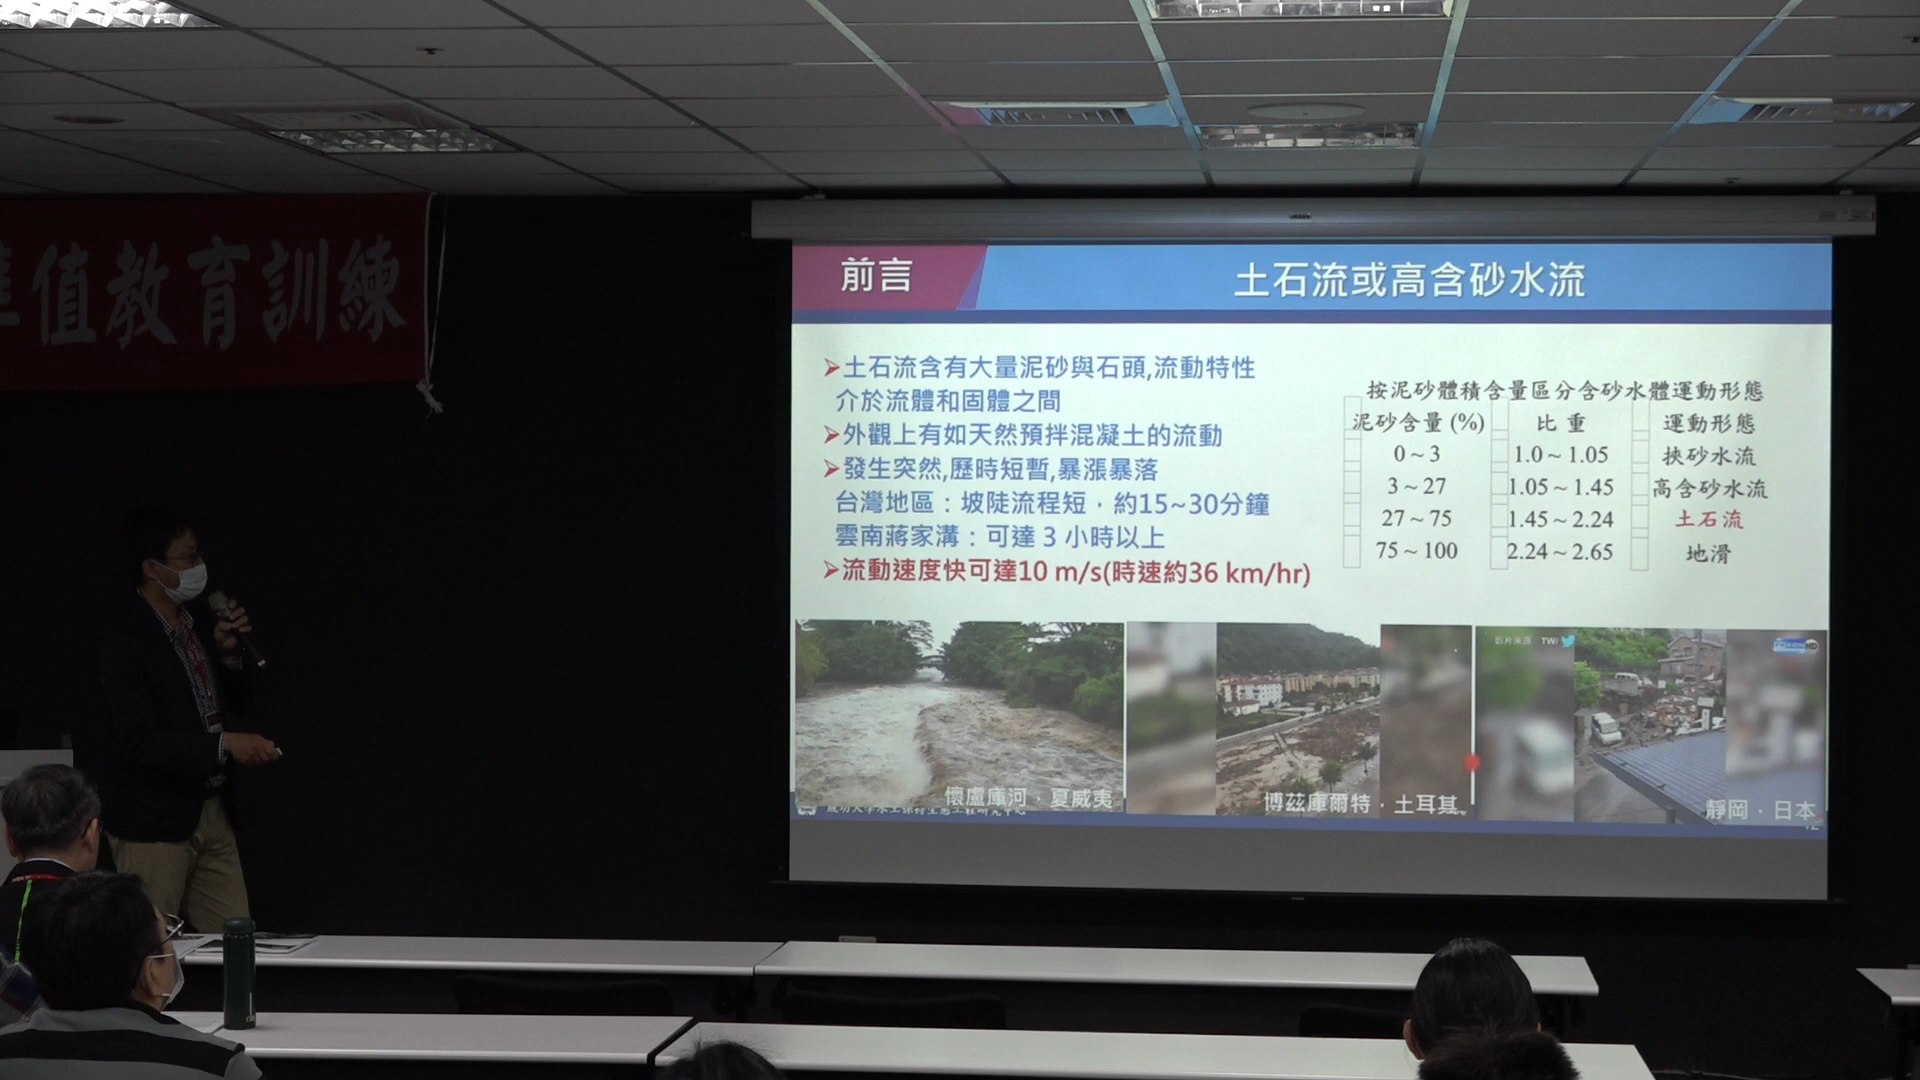 值教育訓練
前言
土石流或高含砂水流
➢土石流含有大量泥砂與石頭,流動特性
介於流體和固體之間
➢外觀上有如天然預拌混凝土的流動
➢發生突然,歷時短暫,暴漲暴落
台灣地區：坡陡流程短，約15~30分鐘
雲南蔣家溝：可達 3 小時以上
➢流動速度快可達10 m/s(時速約36 km/hr)
按泥砂體積含量區分含砂水體運動形態
泥砂含量 (%) 比 重 運動形態
0 ~ 3 1.0 ~ 1.05 挾砂水流
3 ~ 27 1.05 ~ 1.45 高含砂水流
27 ~ 75 1.45 ~ 2.24 土石流
75 ~ 100 2.24 ~ 2.65 地滑
影片來源 TWI
HD
懷盧庫河，夏威夷
博茲庫爾特，土耳其
靜岡，日本
12